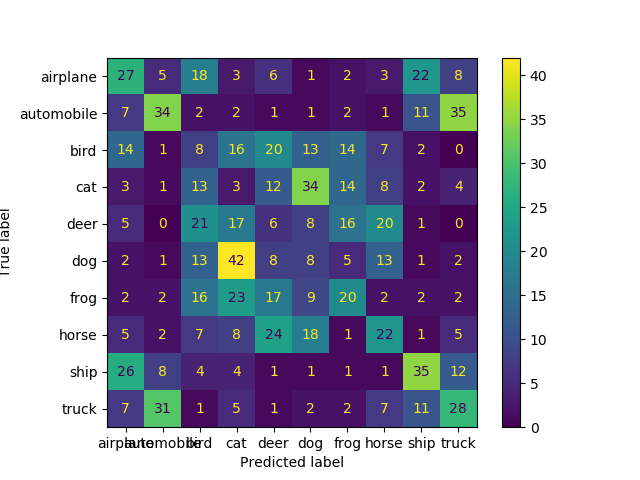 airplane 27 5 18 3 6 1 2 3 22 8
automobile 7 34 2 2 1 1 2 1 11 35
bird 14 1 8 16 20 13 14 7 2 0
cat 3 1 13 3 12 34 14 8 2 4
deer 5 0 21 17 6 8 16 20 1 0
dog 2 1 13 42 8 8 5 13 1 2
frog 2 2 16 23 17 9 20 2 2 2
horse 5 2 7 8 24 18 1 22 1 5
ship 26 8 4 4 1 1 1 1 35 12
truck 7 31 1 5 1 2 2 7 11 28
airplane automobile bird cat deer dog frog horse ship truck
Predicted label
True label
40
35
30
25
20
15
10
5
0